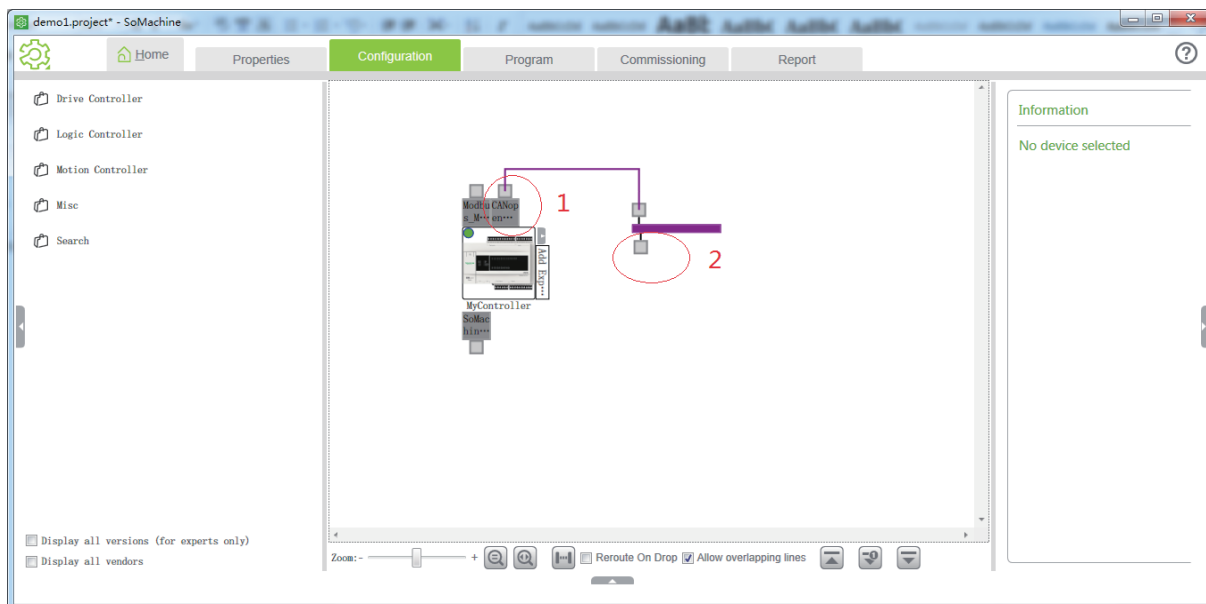 demo1.project* - SoMachine
Home
Properties
Configuration
Program
Commissioning
Report
Drive Controller
Logic Controller
Motion Controller
Misc
Search
Modbu
s_M···
CANop
en···
1
2
Add Exp···
MyController
SoMac
hin···
Information
No device selected
Display all versions (for experts only)
Display all vendors
Zoom:- +
Reroute On Drop
Allow overlapping lines